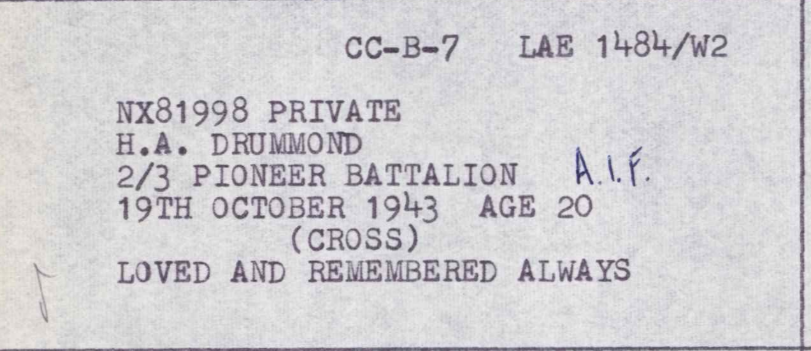 CC-B-7 LAE 1484/W2
NX81998 PRIVATE
H.A. DRUMMOND
2/3 PIONEER BATTALION A.I.F.
19TH OCTOBER 1943 AGE 20
(CROSS)
LOVED AND REMEMBERED ALWAYS